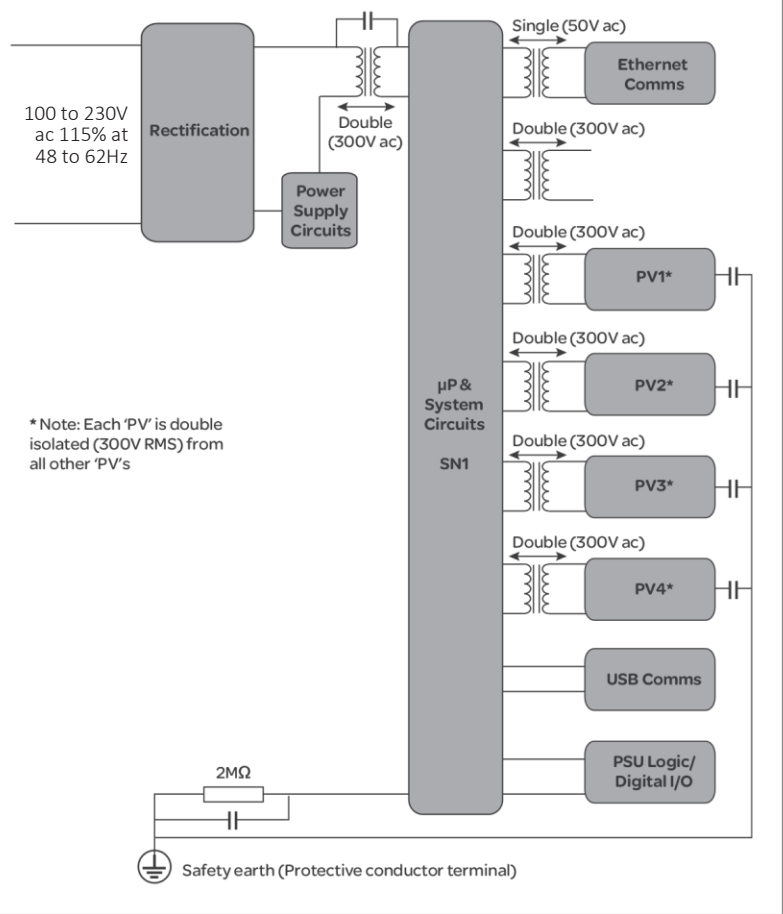 Single (50V ac)
Ethernet
Comms
100 to 230V
ac 115% at
48 to 62Hz
Rectification
Double
(300V ac)
Double (300V ac)
Power
Supply
Circuits
Double (300V ac)
PV1*
Double (300V ac)
PV2*
µP &
System
Circuits
SN1
* Note: Each ‘PV’ is double
isolated (300V RMS) from
all other ‘PV’s
Double (300V ac)
PV3*
Double (300V ac)
PV4*
USB Comms
PSU Logic/
Digital I/O
2MΩ
Safety earth (Protective conductor terminal)